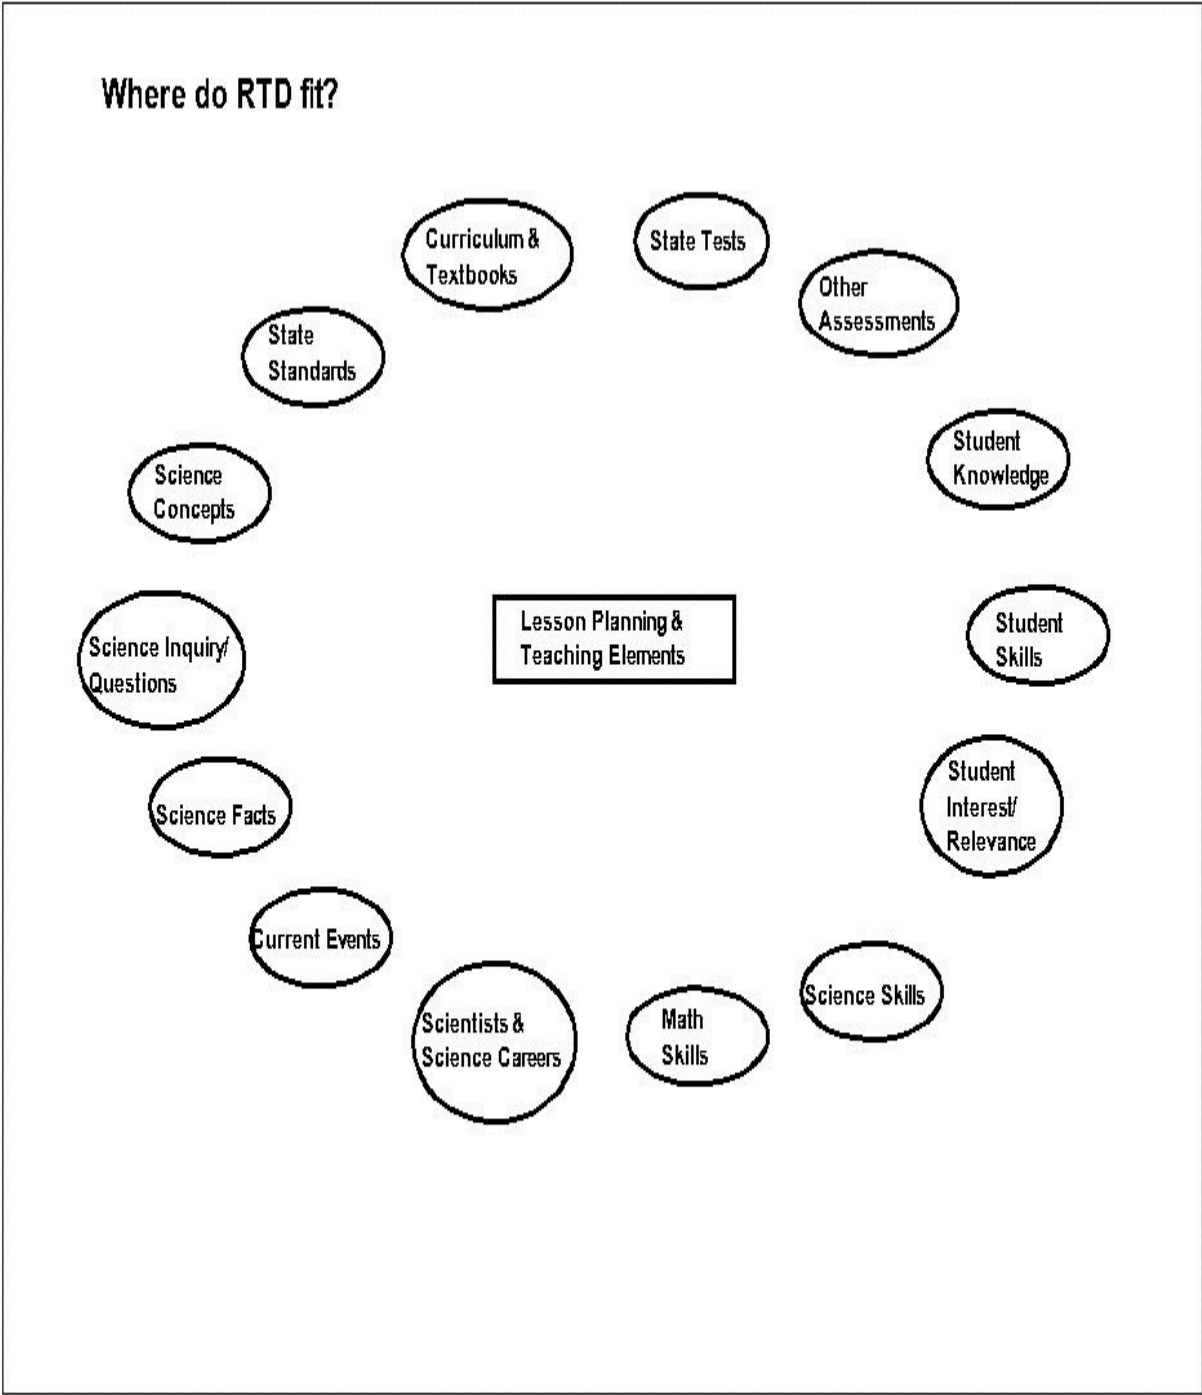 Where do RTD fit?
Curriculum &
Textbooks
State Tests
Other
Assessments
State
Standards
Student
Knowledge
Science
Concepts
Lesson Planning &
Teaching Elements
Student
Skills
Science Inquiry/
Questions
Student
Interest/
Relevance
Science Facts
Current Events
Science Skills
Scientists &
Science Careers
Math
Skills